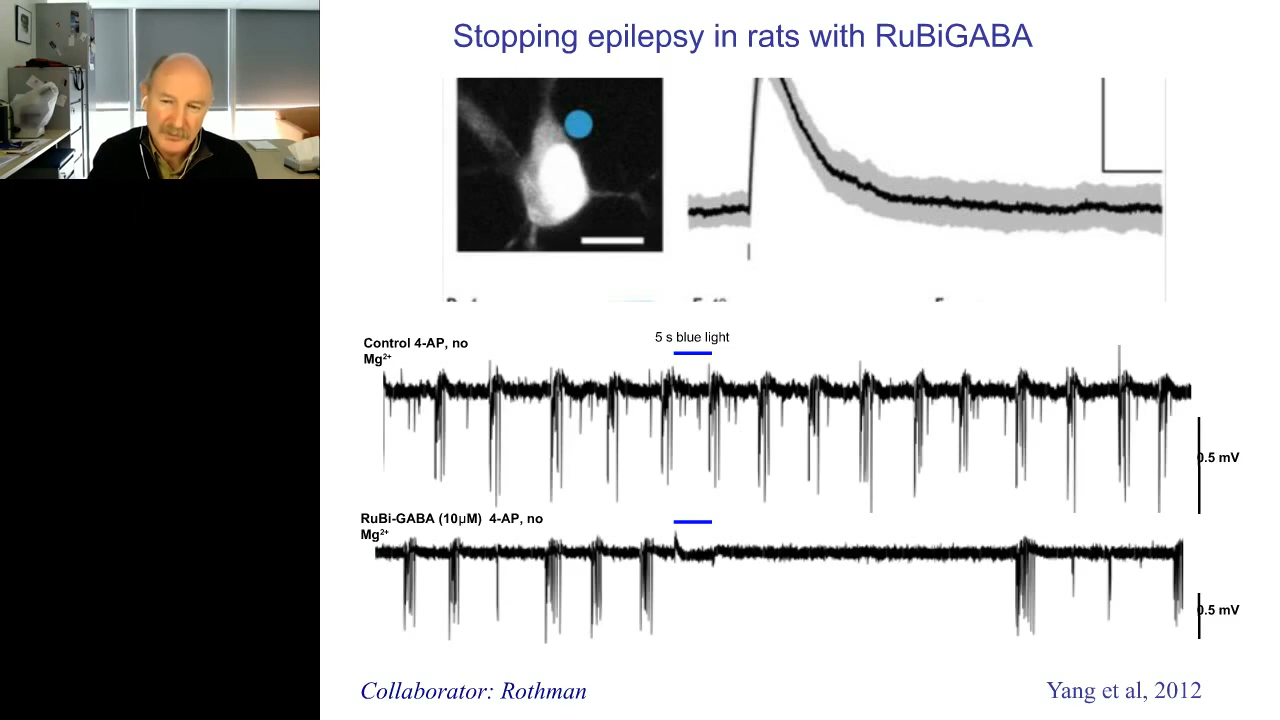 Stopping epilepsy in rats with RuBiGABA
5 s blue light
Control 4-AP, no
Mg²⁺
0.5 mV
RuBi-GABA (10µM) 4-AP, no
Mg²⁺
0.5 mV
Collaborator: Rothman
Yang et al, 2012